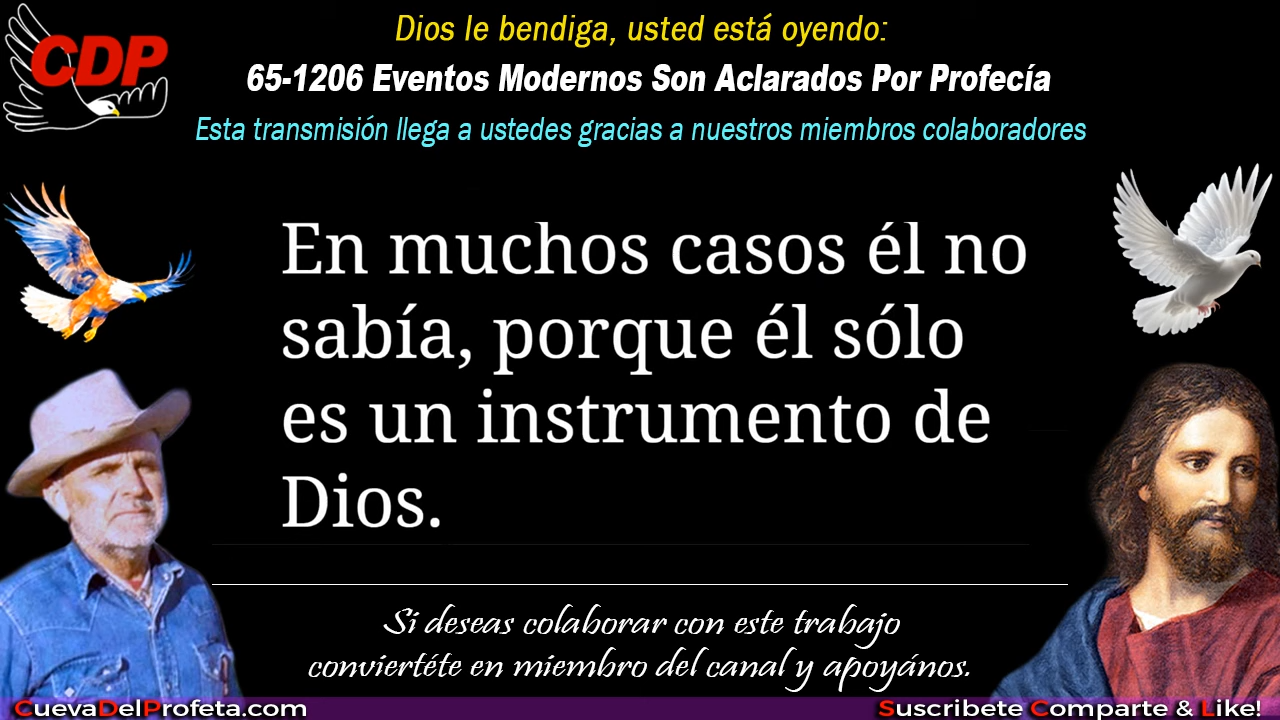 CDP
Dios le bendiga, usted está oyendo:
65-1206 Eventos Modernos Son Aclarados Por Profecía
Esta transmisión llega a ustedes gracias a nuestros miembros colaboradores
En muchos casos él no
sabía, porque él sólo
es un instrumento de
Dios.
Si deseas colaborar con este trabajo
conviertéte en miembro del canal y apoyános.
CuevaDelProfeta.com
Suscribete Comparte & Like!